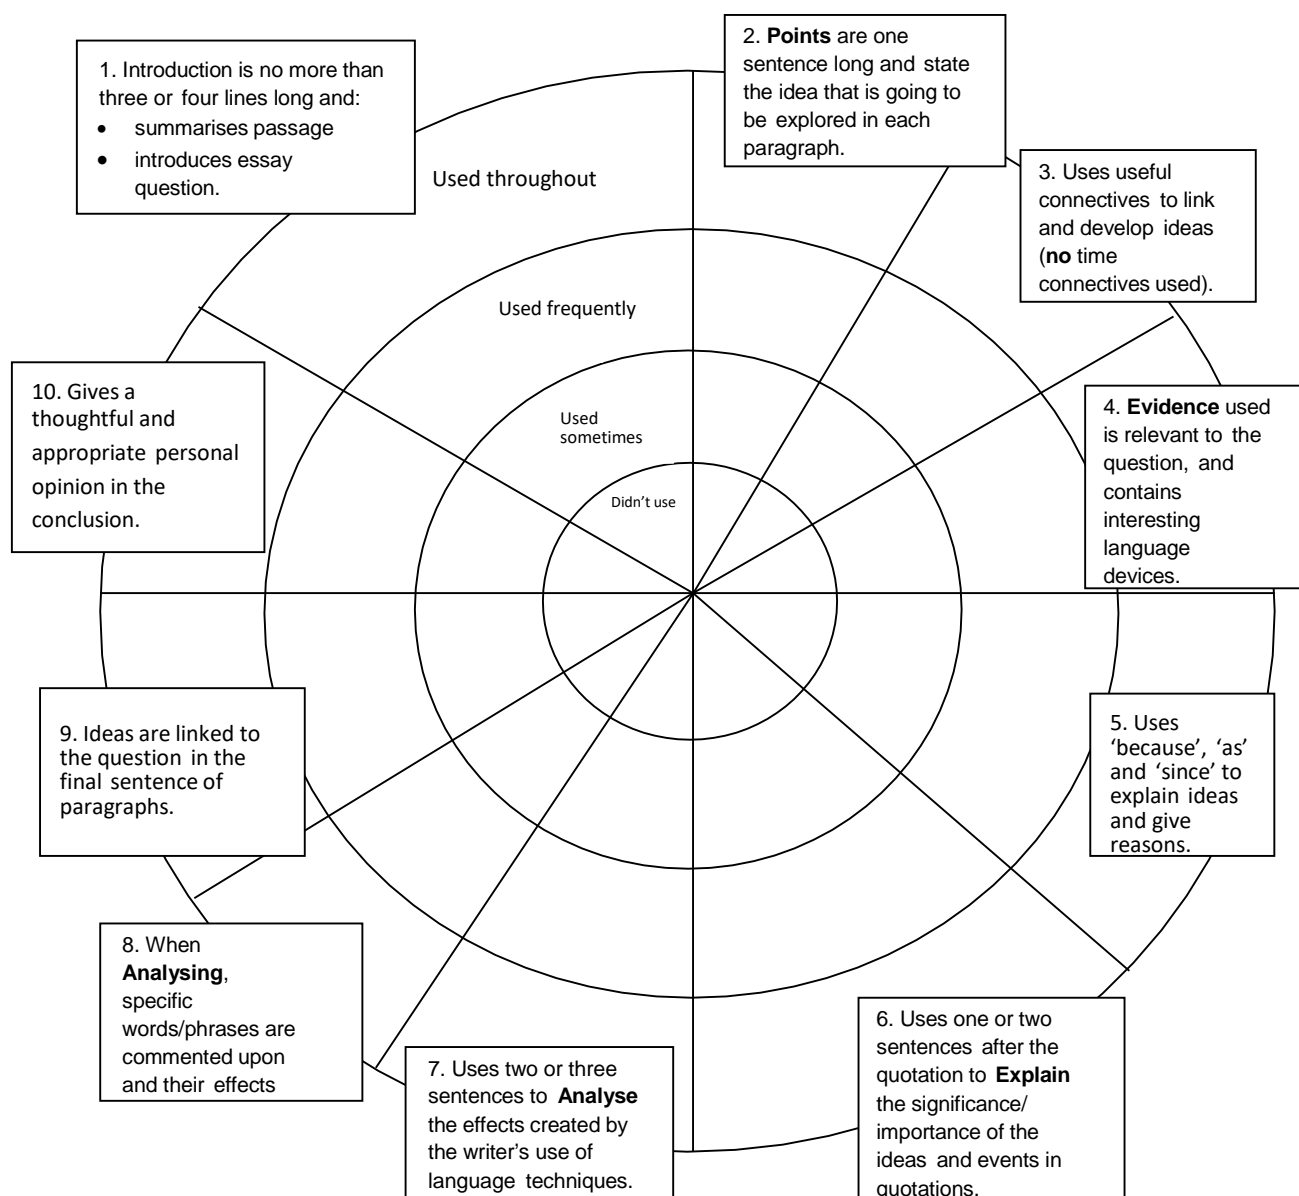 1. Introduction is no more than
three or four lines long and:
• summarises passage
• introduces essay
question.
2. Points are one
sentence long and state
the idea that is going to
be explored in each
paragraph.
3. Uses useful
connectives to link
and develop ideas
(no time
connectives used).
4. Evidence used
is relevant to the
question, and
contains
interesting
language
devices.
5. Uses
‘because’, ‘as’
and ‘since’ to
explain ideas
and give
reasons.
6. Uses one or two
sentences after the
quotation to Explain
the significance/
importance of the
ideas and events in
quotations.
7. Uses two or three
sentences to Analyse
the effects created by
the writer’s use of
language techniques.
8. When
Analysing,
specific
words/phrases are
commented upon
and their effects
9. Ideas are linked to
the question in the
final sentence of
paragraphs.
10. Gives a
thoughtful and
appropriate personal
opinion in the
conclusion.
Used throughout
Used frequently
Used
sometimes
Didn’t use